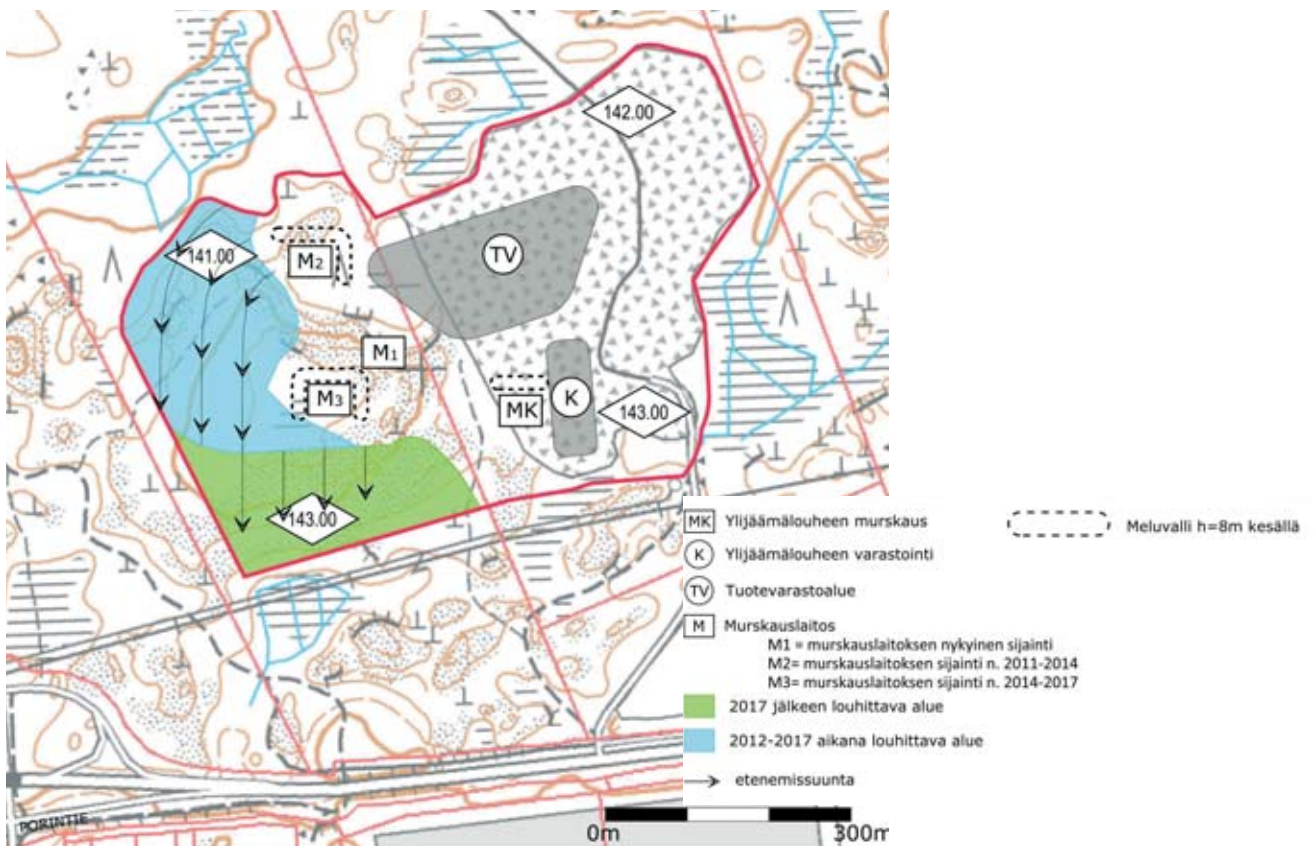 142.00
TV
141.00
M2
M1
M3
MK
K
143.00
143.00
MK Ylijäämälouheen murskaus
Meluvalli h=8m kesällä
K Ylijäämälouheen varastointi
TV Tuotevarastoalue
M Murskauslaitos
M1 = murskauslaitoksen nykyinen sijainti
M2= murskauslaitoksen sijainti n. 2011-2014
M3= murskauslaitoksen sijainti n. 2014-2017
2017 jälkeen louhittava alue
2012-2017 aikana louhittava alue
etenemissuunta
PORINTIE
0m 300m